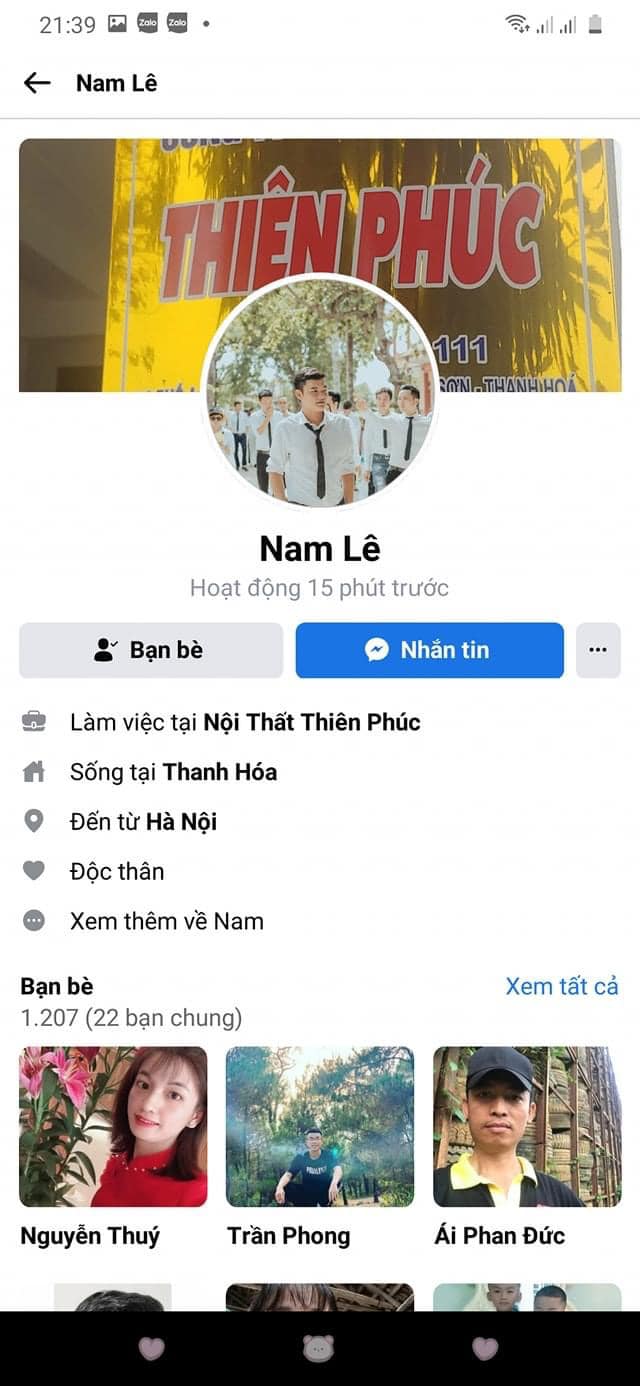 21:39 Zalo Zalo
Nam Lê
THIÊN PHÚC
111
SƠN - THANH HOÁ
Nam Lê
Hoạt động 15 phút trước
Bạn bè
Nhắn tin
Làm việc tại Nội Thất Thiên Phúc
Sống tại Thanh Hóa
Đến từ Hà Nội
Độc thân
Xem thêm về Nam
Bạn bè
Xem tất cả
1.207 (22 bạn chung)
Nguyễn Thuý
Trần Phong
Ái Phan Đức